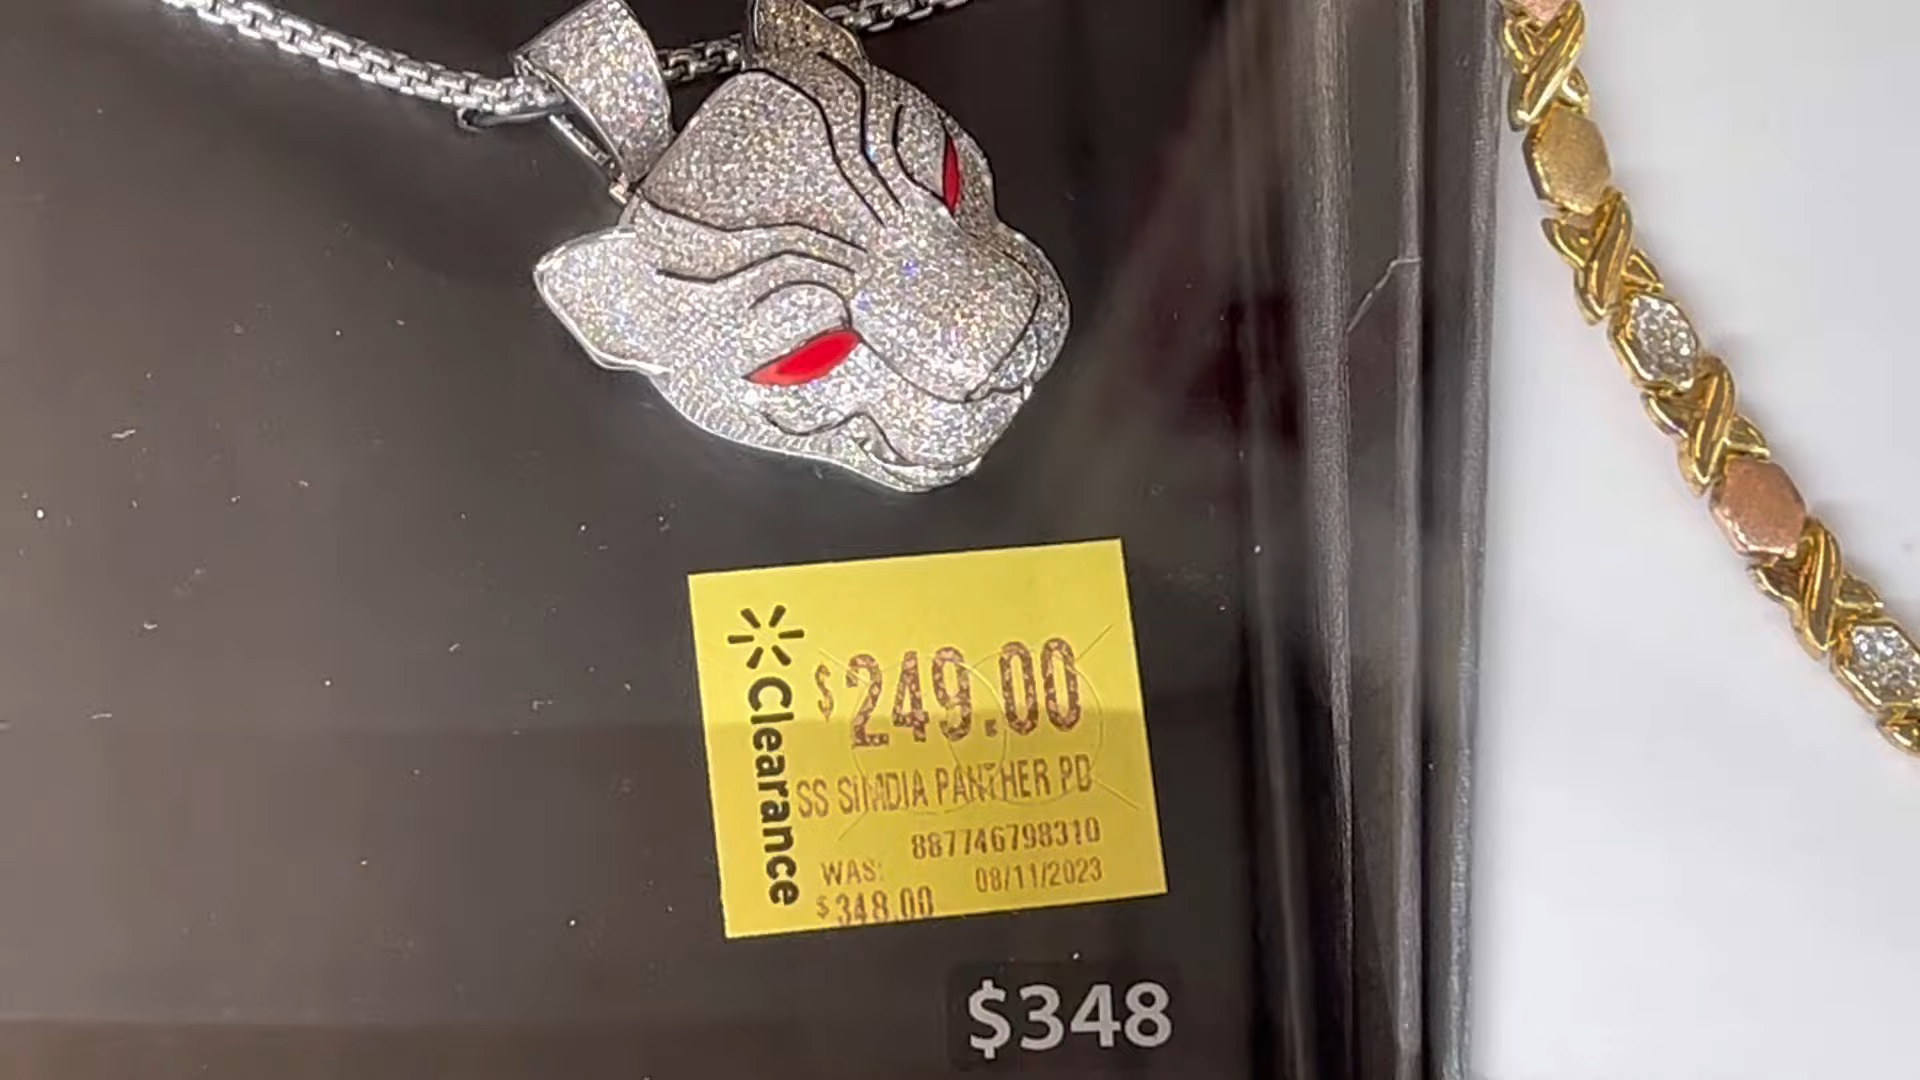 Clearance
$249.00
SS SIMDIA PANTHER PD
887746798310
WAS: 08/11/2023
$348.00
$348